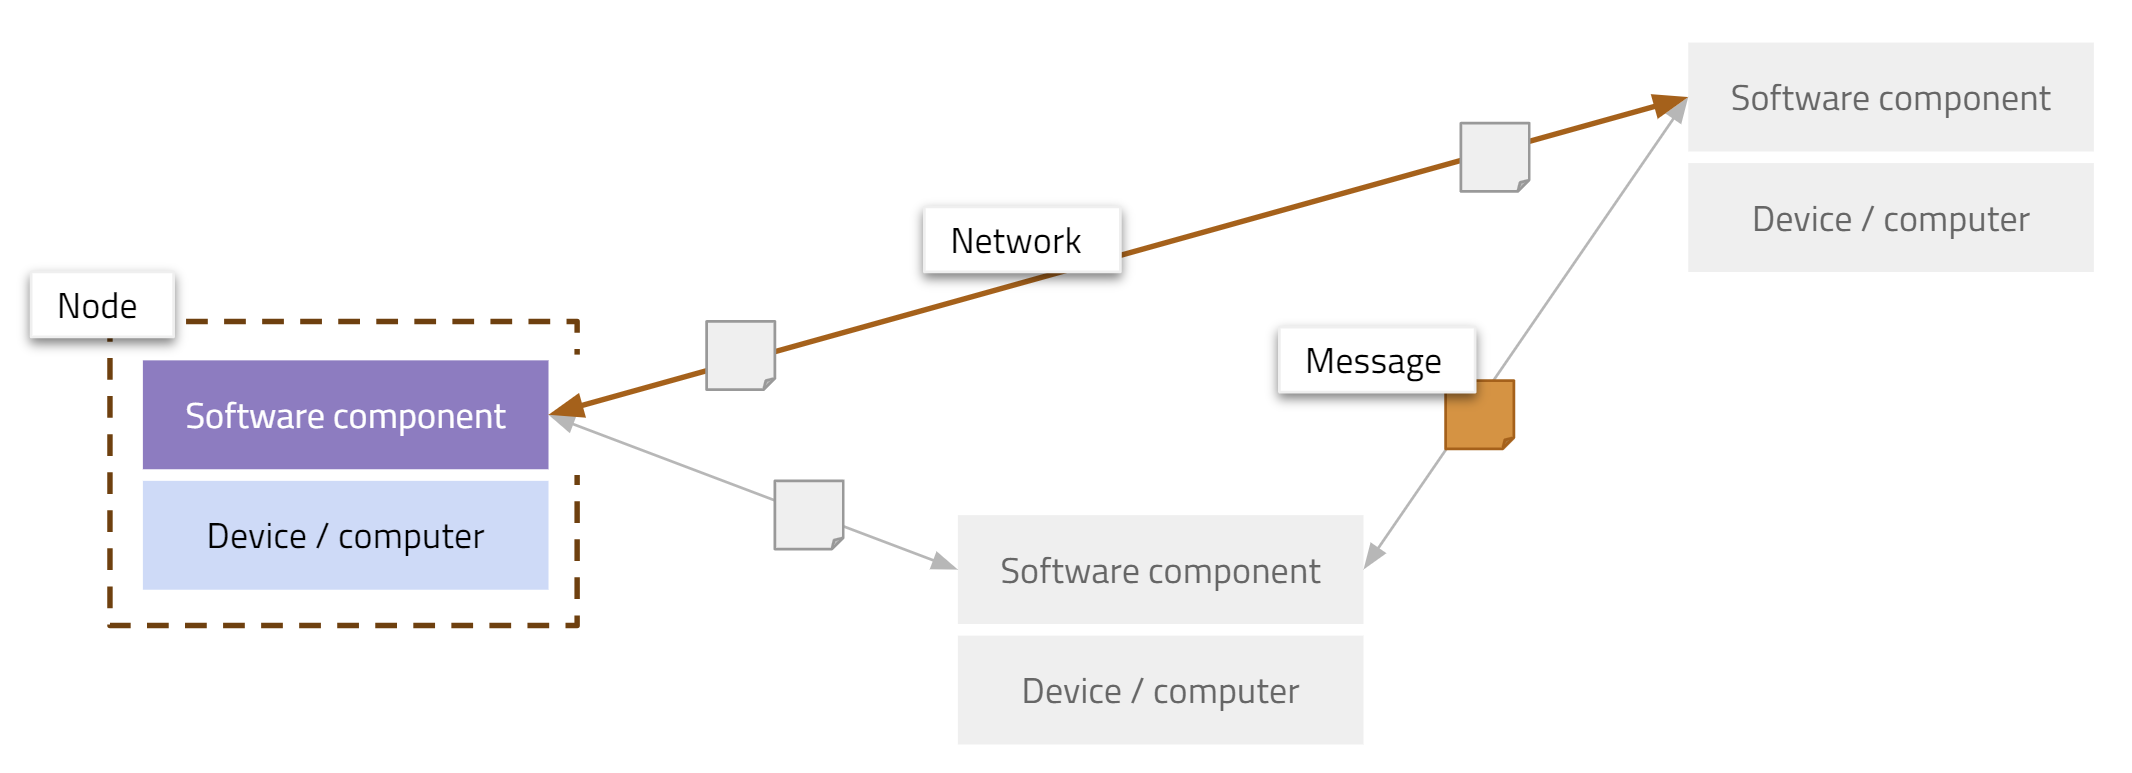 Software component
Device / computer
Network
Node
Message
Software component
Device / computer
Software component
Device / computer